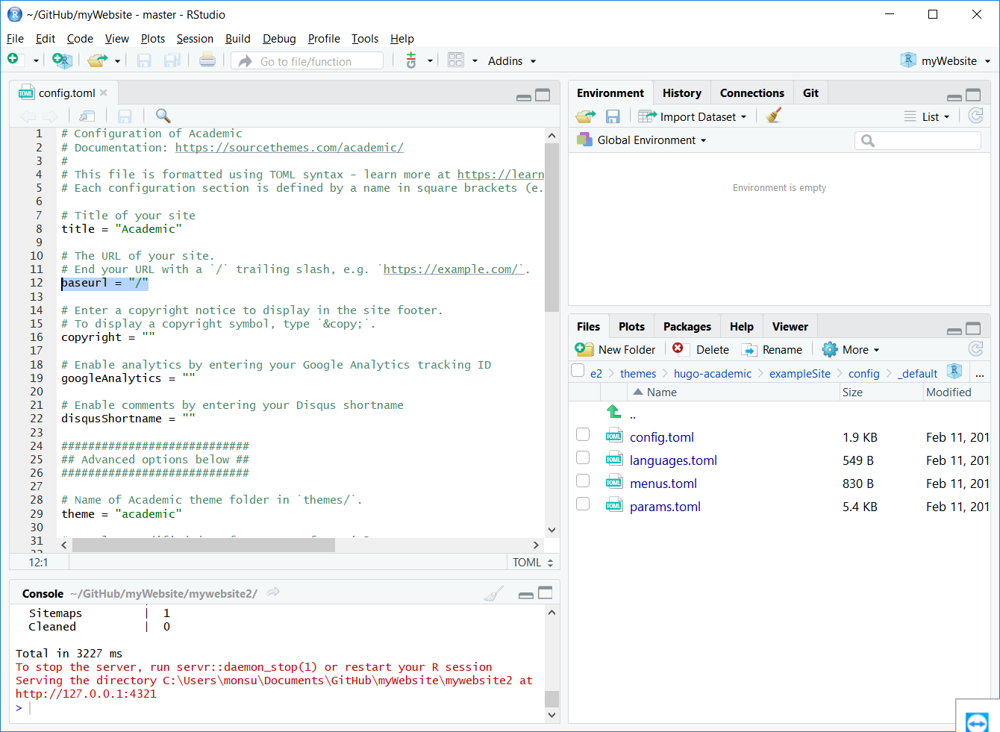 ~/GitHub/myWebsite - master - RStudio
File Edit Code View Plots Session Build Debug Profile Tools Help
Go to file/function
Addins
myWebsite
config.toml
1 # Configuration of Academic
2 # Documentation: https://sourcethemes.com/academic/
3 #
4 # This file is formatted using TOML syntax - learn more at https://learn
5 # Each configuration section is defined by a name in square brackets (e.
6
7 # Title of your site
8 title = "Academic"
9
10 # The URL of your site.
11 # End your URL with a `/` trailing slash, e.g. `https://example.com/`.
12 baseurl = "/"
13
14 # Enter a copyright notice to display in the site footer.
15 # To display a copyright symbol, type `&copy;`.
16 copyright = ""
17
18 # Enable analytics by entering your Google Analytics tracking ID
19 googleAnalytics = ""
20
21 # Enable comments by entering your Disqus shortname
22 disqusShortname = ""
23
24 ############################
25 ## Advanced options below ##
26 ############################
27
28 # Name of Academic theme folder in `themes/`.
29 theme = "academic"
30
31
12:1
TOML
Console ~/GitHub/myWebsite/mywebsite2/
Sitemaps | 1
Cleaned | 0
Total in 3227 ms
To stop the server, run servr::daemon_stop(1) or restart your R session
Serving the directory C:\Users\monsu\Documents\GitHub\myWebsite\mywebsite2 at
http://127.0.0.1:4321
>
Environment History Connections Git
Import Dataset
List
Global Environment
Environment is empty
Files Plots Packages Help Viewer
New Folder Delete Rename More
e2 themes hugo-academic exampleSite config _default ...
Name Size Modified
..
config.toml 1.9 KB Feb 11, 201
languages.toml 549 B Feb 11, 201
menus.toml 830 B Feb 11, 201
params.toml 5.4 KB Feb 11, 201